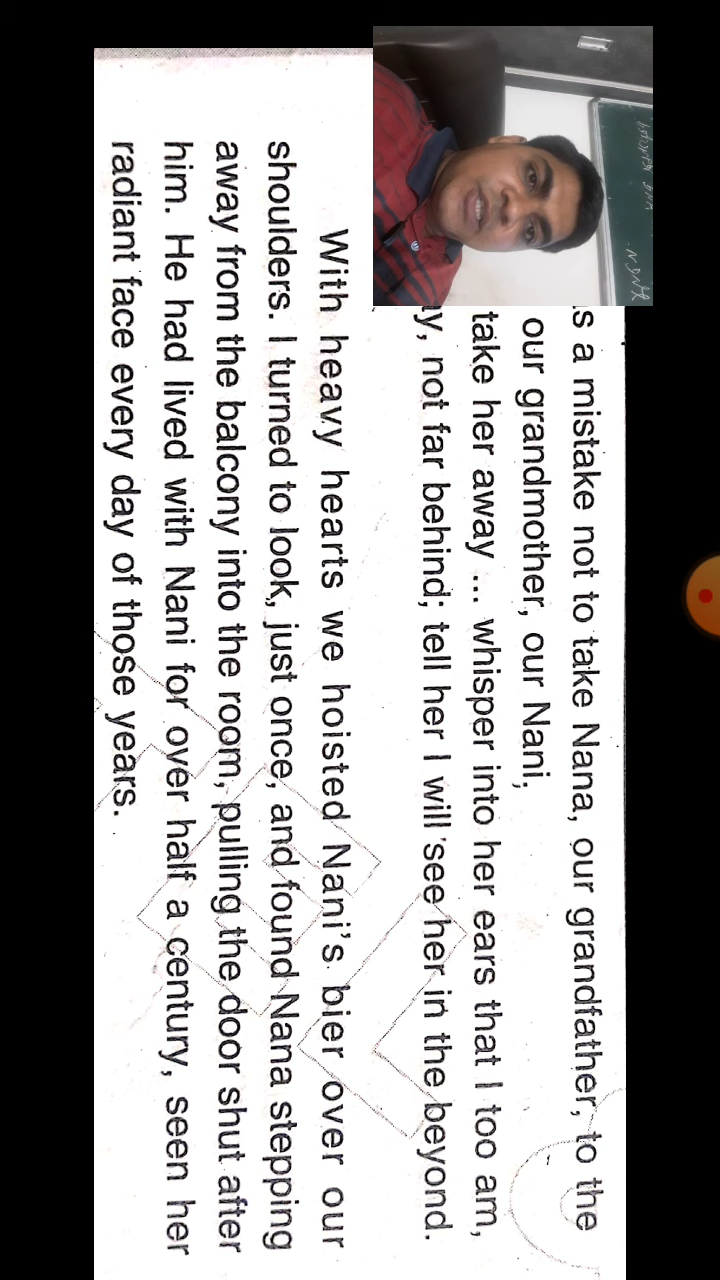 s a mistake not to take Nana, our grandfather, to the
our grandmother, our Nani,
take her away ... whisper into her ears that I too am,
y, not far behind; tell her I will 'see her in the beyond.
With heavy hearts we hoisted Nani's bier over our
shoulders. I turned to look, just once, and found Nana stepping
away from the balcony into the room, pulling the door shut after
him. He had lived with Nani for over half a century, seen her
radiant face every day of those years.